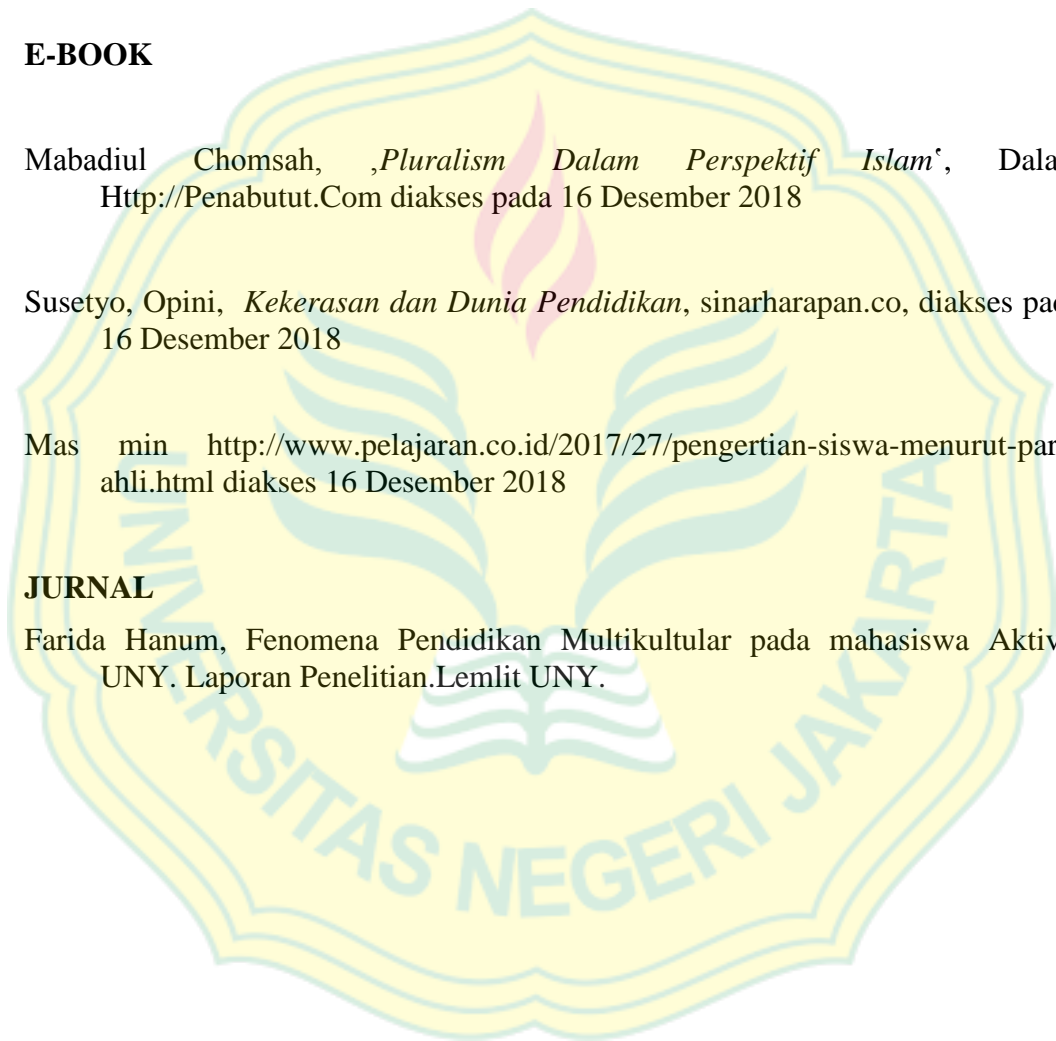 E-BOOK
Mabadiul Chomsah, ‚Pluralism Dalam Perspektif Islam‛, Dala
Http://Penabutut.Com diakses pada 16 Desember 2018
Susetyo, Opini, Kekerasan dan Dunia Pendidikan, sinarharapan.co, diakses pa
16 Desember 2018
Mas min http://www.pelajaran.co.id/2017/27/pengertian-siswa-menurut-par
ahli.html diakses 16 Desember 2018
JURNAL
Farida Hanum, Fenomena Pendidikan Multikultular pada mahasiswa Aktiv
UNY. Laporan Penelitian.Lemlit UNY.
UNIVERSITAS NEGERI JAKARTA